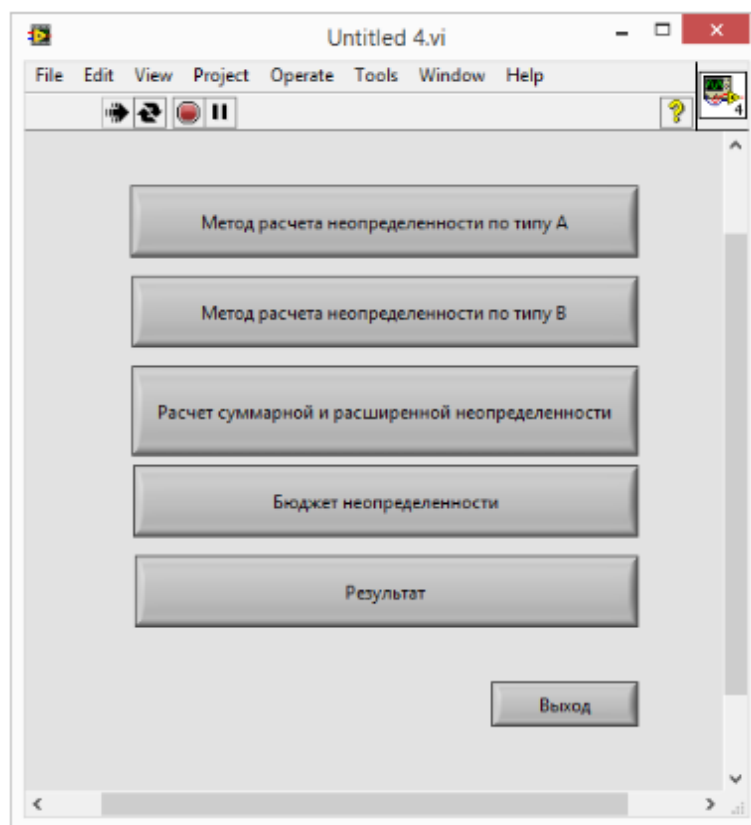 Untitled 4.vi
File Edit View Project Operate Tools Window Help
4
Метод расчета неопределенности по типу А
Метод расчета неопределенности по типу В
Расчет суммарной и расширенной неопределенности
Бюджет неопределенности
Результат
Выход